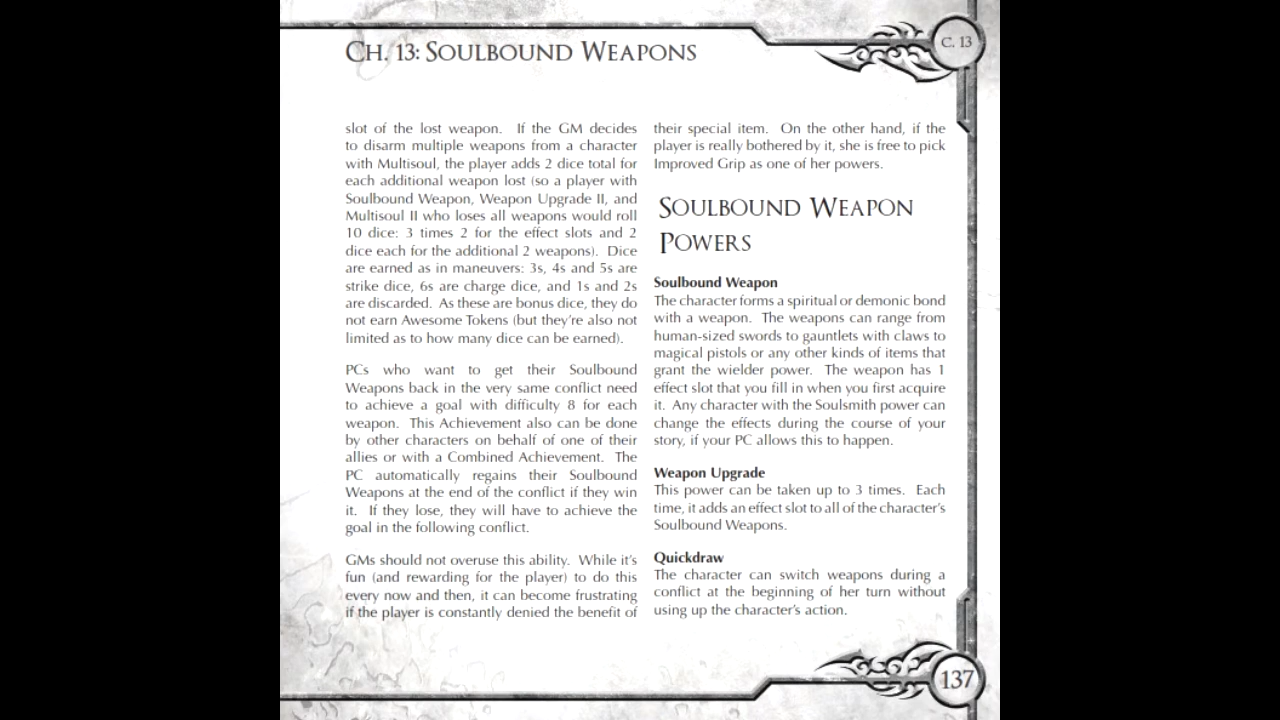 CH. 13: SOULBOUND WEAPONS
C. 13
slot of the lost weapon. If the GM decides
to disarm multiple weapons from a character
with Multisoul, the player adds 2 dice total for
each additional weapon lost (so a player with
Soulbound Weapon, Weapon Upgrade II, and
Multisoul II who loses all weapons would roll
10 dice: 3 times 2 for the effect slots and 2
dice each for the additional 2 weapons). Dice
are earned as in maneuvers: 3s, 4s and 5s are
strike dice, 6s are charge dice, and 1s and 2s
are discarded. As these are bonus dice, they do
not earn Awesome Tokens (but they're also not
limited as to how many dice can be earned).
PCs who want to get their Soulbound
Weapons back in the very same conflict need
to achieve a goal with difficulty 8 for each
weapon. This Achievement also can be done
by other characters on behalf of one of their
allies or with a Combined Achievement. The
PC automatically regains their Soulbound
Weapons at the end of the conflict if they win
it. If they lose, they will have to achieve the
goal in the following conflict.
GMs should not overuse this ability. While it's
fun (and rewarding for the player) to do this
every now and then, it can become frustrating
if the player is constantly denied the benefit of
their special item. On the other hand, if the
player is really bothered by it, she is free to pick
Improved Grip as one of her powers.
SOULBOUND WEAPON
POWERS
Soulbound Weapon
The character forms a spiritual or demonic bond
with a weapon. The weapons can range from
human-sized swords to gauntlets with claws to
magical pistols or any other kinds of items that
grant the wielder power. The weapon has 1
effect slot that you fill in when you first acquire
it. Any character with the Soulsmith power can
change the effects during the course of your
story, if your PC allows this to happen.
Weapon Upgrade
This power can be taken up to 3 times. Each
time, it adds an effect slot to all of the character's
Soulbound Weapons.
Quickdraw
The character can switch weapons during a
conflict at the beginning of her turn without
using up the character's action.
137